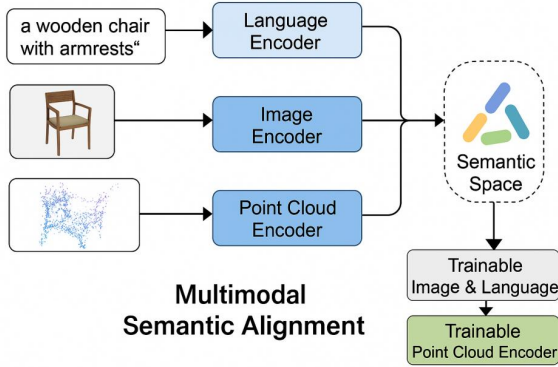 a wooden chair
with armrests“
Language
Encoder
Image
Encoder
Point Cloud
Encoder
Semantic
Space
Trainable
Image & Language
Trainable
Point Cloud Encoder
Multimodal
Semantic Alignment